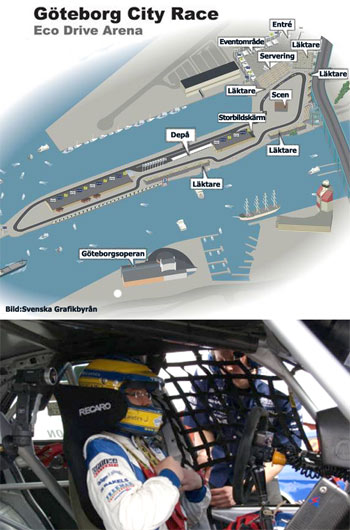 Göteborg City Race
Eco Drive Arena
Entré
Eventområde
Läktare
Servering
Läktare
Läktare
Scen
Storbildskärm
Depå
Läktare
Läktare
Göteborgsoperan
Bild:Svenska Grafikbyrån
RECARO